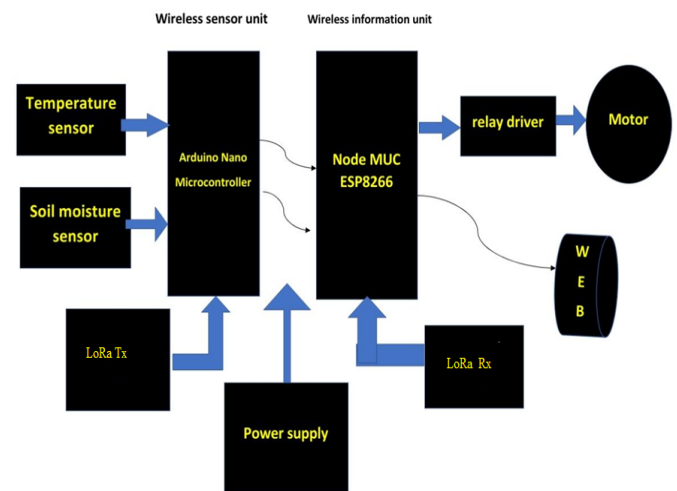 Wireless sensor unit
Wireless information unit
Temperature
sensor
Soil moisture
sensor
Arduino Nano
Microcontroller
Node MUC
ESP8266
relay driver
Motor
W
E
B
LoRa Tx
LoRa Rx
Power supply